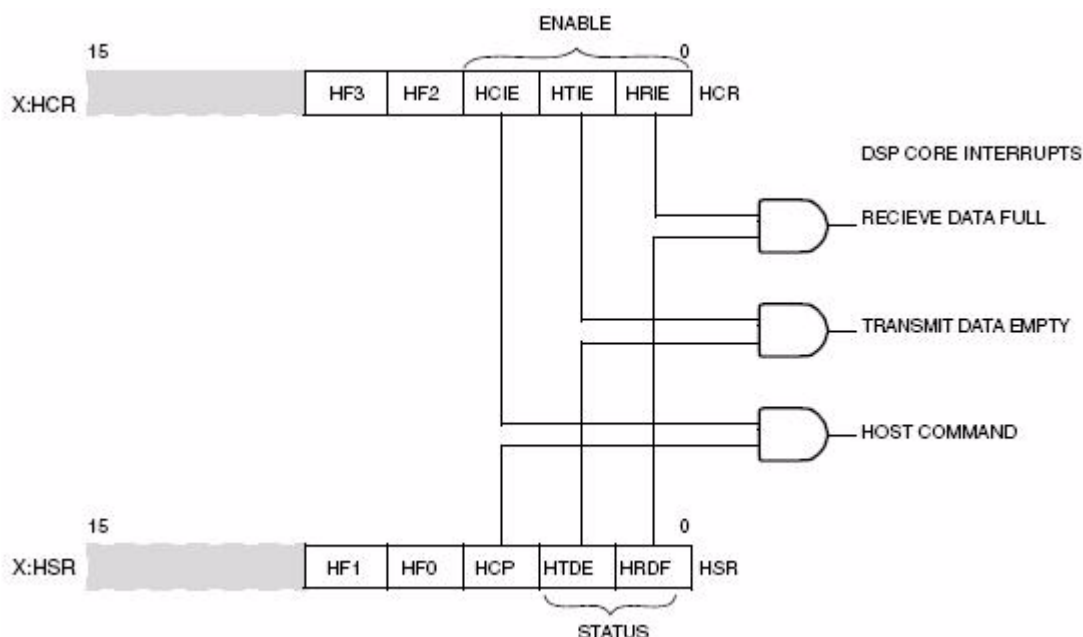 ENABLE
15 0
X:HCR HF3 HF2 HCIE HTIE HRIE HCR
DSP CORE INTERRUPTS
RECIEVE DATA FULL
TRANSMIT DATA EMPTY
HOST COMMAND
15 0
X:HSR HF1 HF0 HCP HTDE HRDF HSR
STATUS